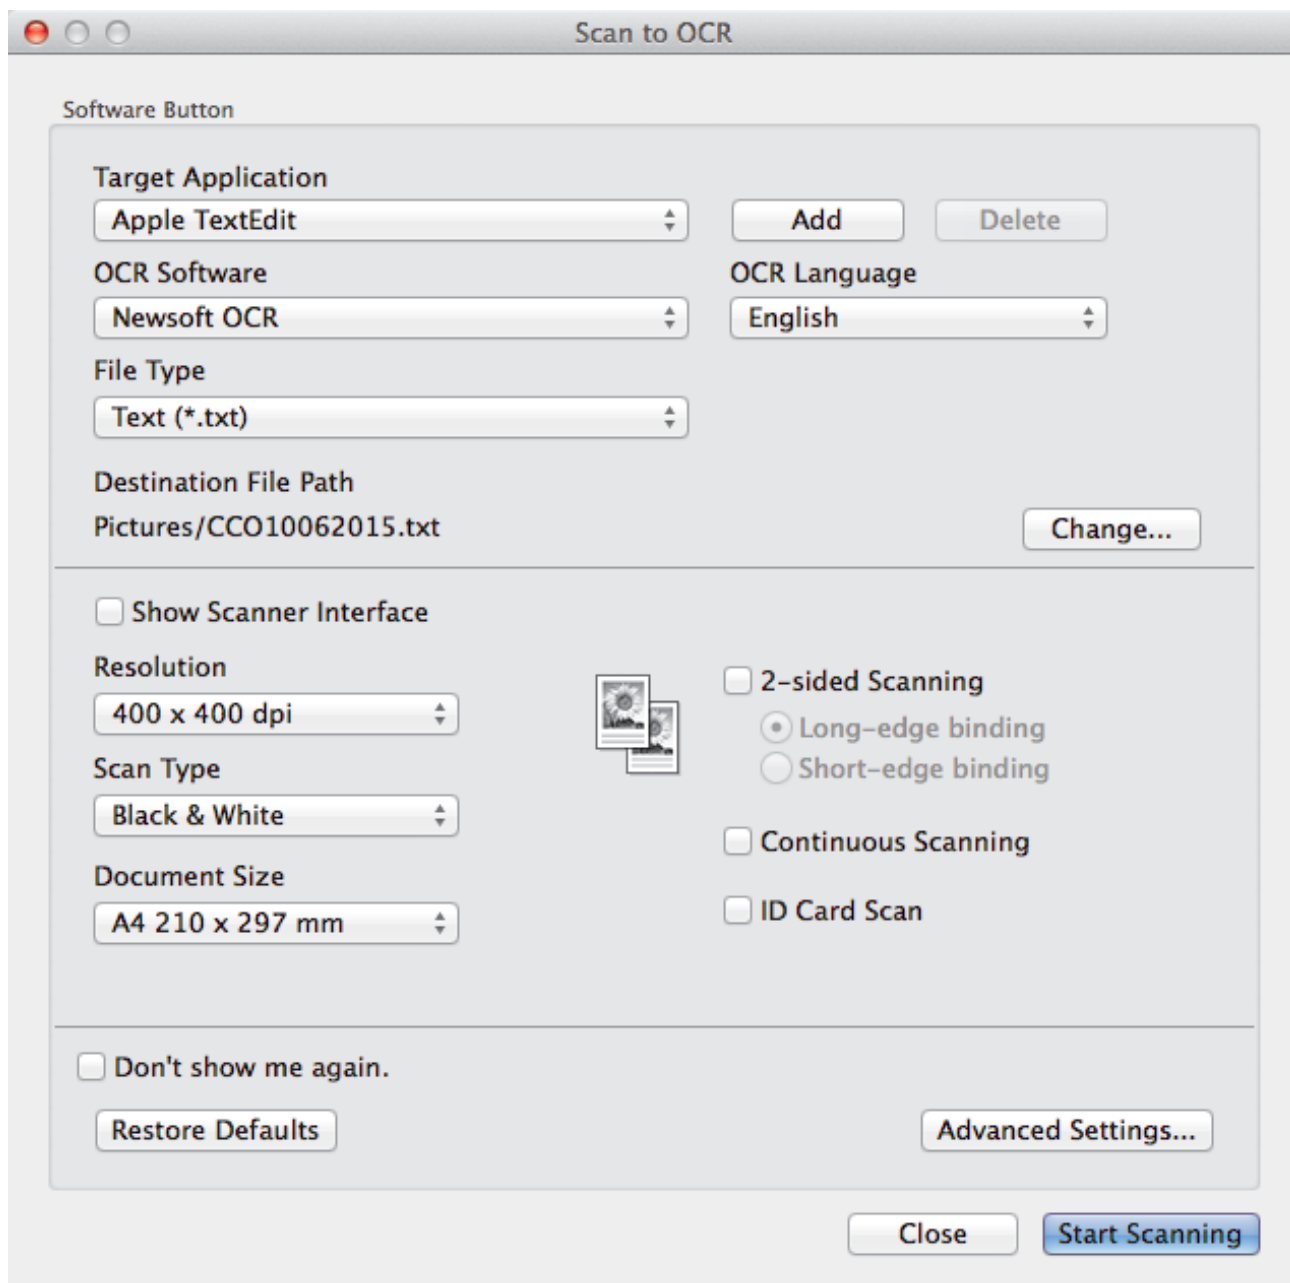 Scan to OCR
Software Button
Target Application
Apple TextEdit Add Delete
OCR Software OCR Language
Newsoft OCR English
File Type
Text (*.txt)
Destination File Path
Pictures/CCO10062015.txt Change...
Show Scanner Interface
Resolution
400 x 400 dpi
2-sided Scanning
Long-edge binding
Short-edge binding
Scan Type
Black & White
Continuous Scanning
Document Size
A4 210 x 297 mm
ID Card Scan
Don't show me again.
Restore Defaults Advanced Settings...
Close Start Scanning